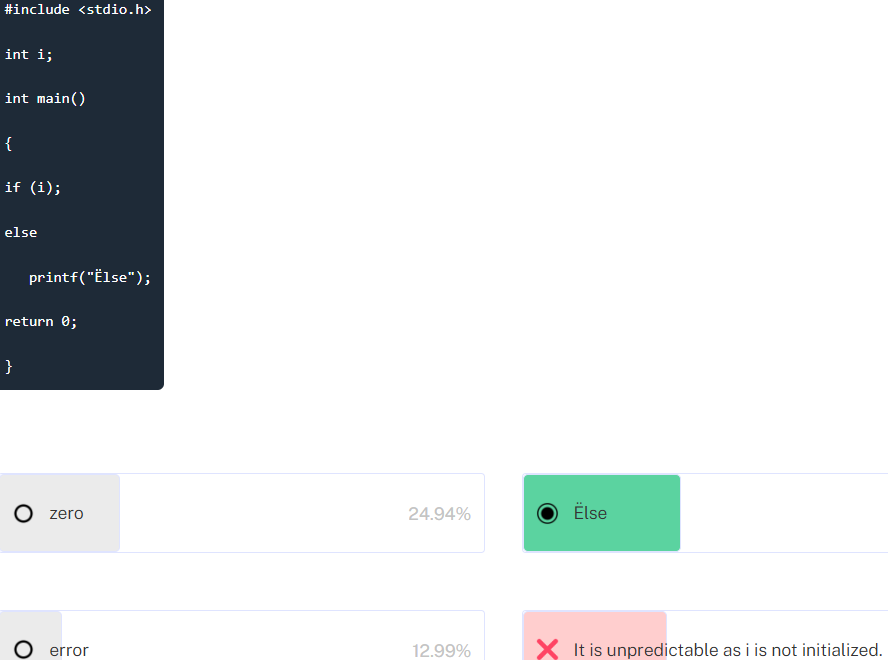 #include <stdio.h>
int i;
int main()
{
if (i);
else
printf("Ëlse");
return 0;
}
zero 24.94%
Ëlse
error 12.99%
It is unpredictable as i is not initialized.